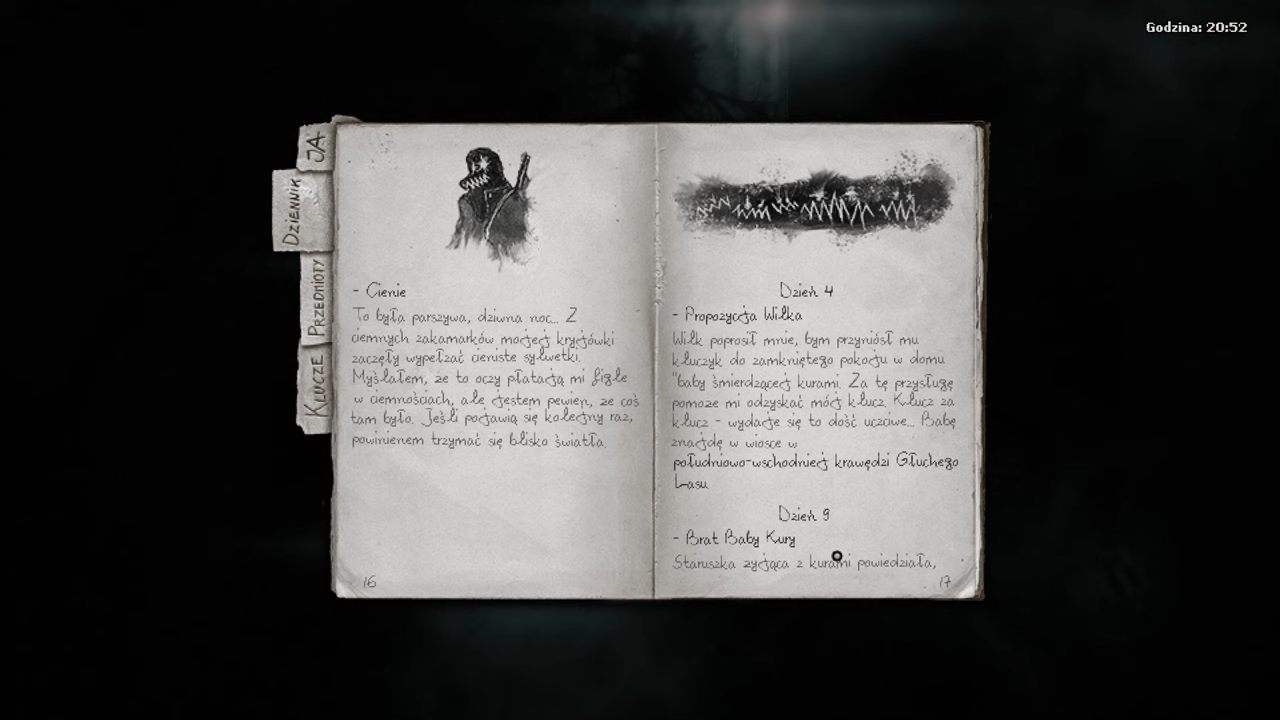 Godzina: 20:52
JA
DZIENNIK
PRZEDMIOTY
KLUCZE
- Cienie
To była parszywa, dziwna noc... Z
ciemnych zakamarków mojej kryjówki
zaczęły wypełzać cieniste sylwetki.
Myślałem, że to oczy płatają mi figle
w ciemnościach, ale jestem pewien, że coś
tam było. Jeśli pojawią się kolejny raz,
powinienem trzymać się blisko światła.
16
Dzień 4
- Propozycja Wilka
Wilk poprosił mnie, bym przyniósł mu
kluczyk do zamkniętego pokoju w domu
"baby śmierdzącej kurami. Za tę przysługę
pomoże mi odzyskać mój klucz. Klucz za
klucz - wydaje się to dość uczciwe... Babę
znajdę w wiosce w
południowo-wschodniej krawędzi Głuchego
Lasu.
Dzień 9
- Brat Baby Kury
Staruszka żyjąca z kurami powiedziała,
17